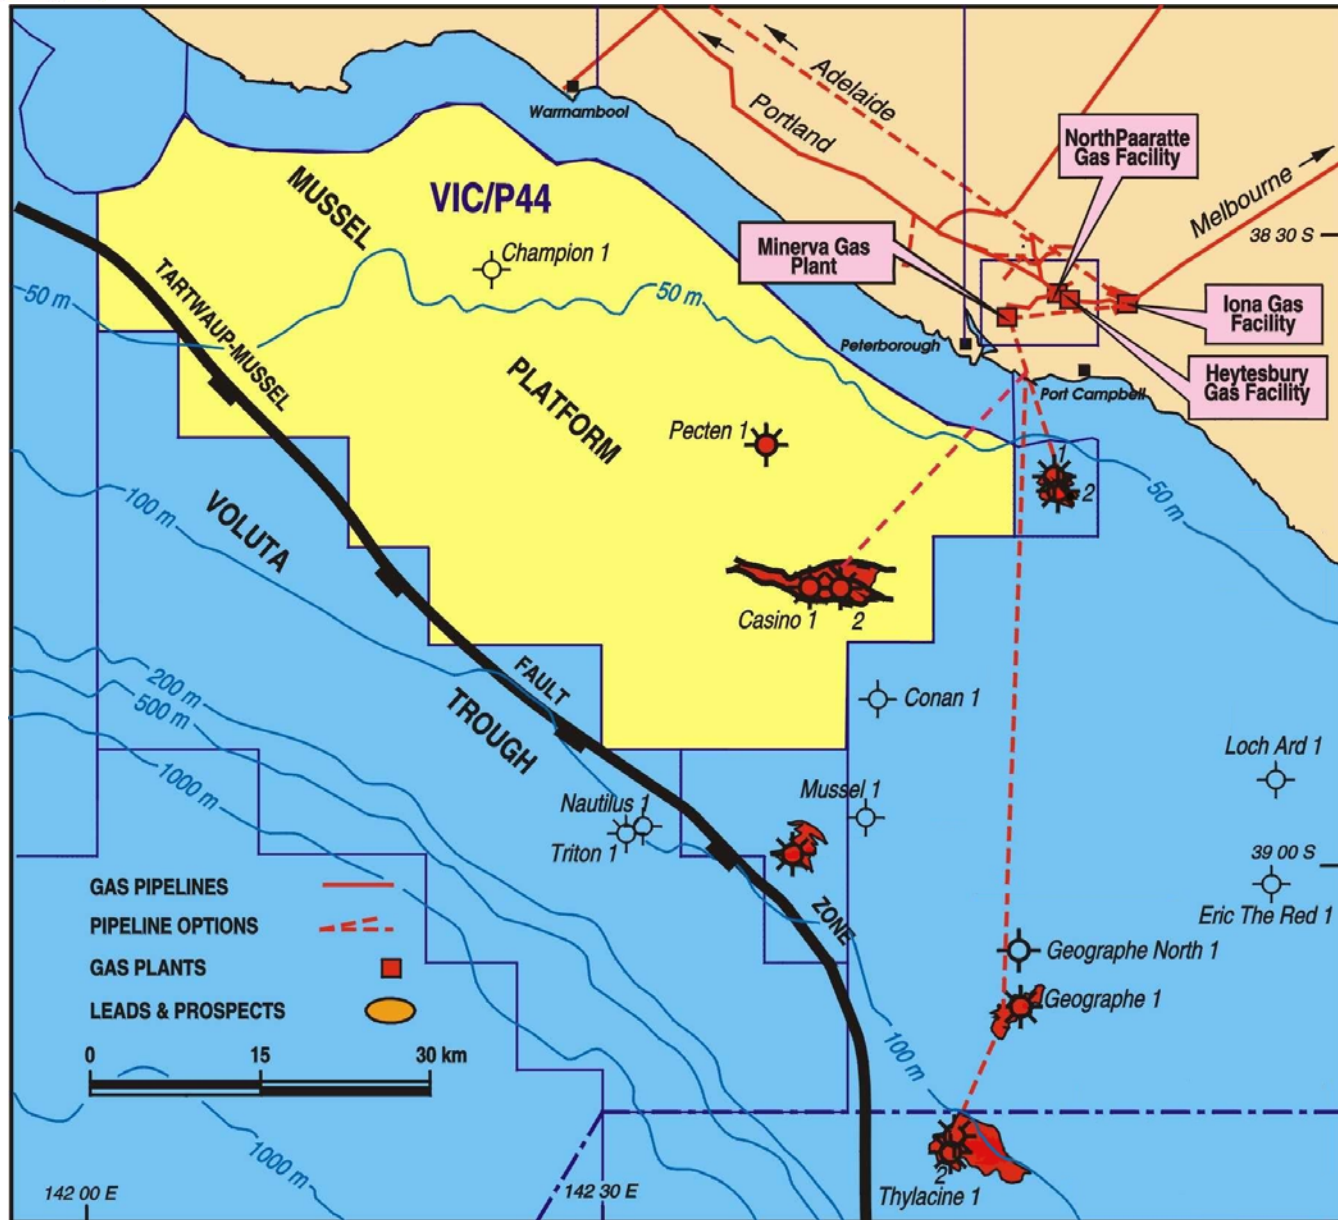 Warrnambool
Adelaide
Portland
NorthPaaratte
Gas Facility
Melbourne
MUSSEL
VIC/P44
38 30 S
Champion 1
Minerva Gas
Plant
50 m
TARTWAUP-MUSSEL
50 m
Iona Gas
Facility
Peterborough
PLATFORM
Heytesbury
Gas Facility
Port Campbell
Pecten 1
1
2
50 m
100 m
VOLUTA
Casino 1
2
FAULT
200 m
TROUGH
Conan 1
500 m
1000 m
Loch Ard 1
Nautilus 1
Mussel 1
Triton 1
39 00 S
GAS PIPELINES
ZONE
Eric The Red 1
PIPELINE OPTIONS
Geographe North 1
GAS PLANTS
Geographe 1
LEADS & PROSPECTS
0 15 30 km
100 m
1000 m
2
142 00 E
142 30 E
Thylacine 1